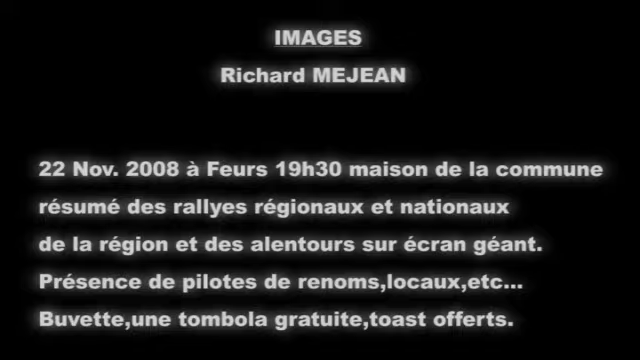 IMAGES
Richard MEJEAN
22 Nov. 2008 à Feurs 19h30 maison de la commune
résumé des rallyes régionaux et nationaux
de la région et des alentours sur écran géant.
Présence de pilotes de renoms,locaux,etc...
Buvette,une tombola gratuite,toast offerts.